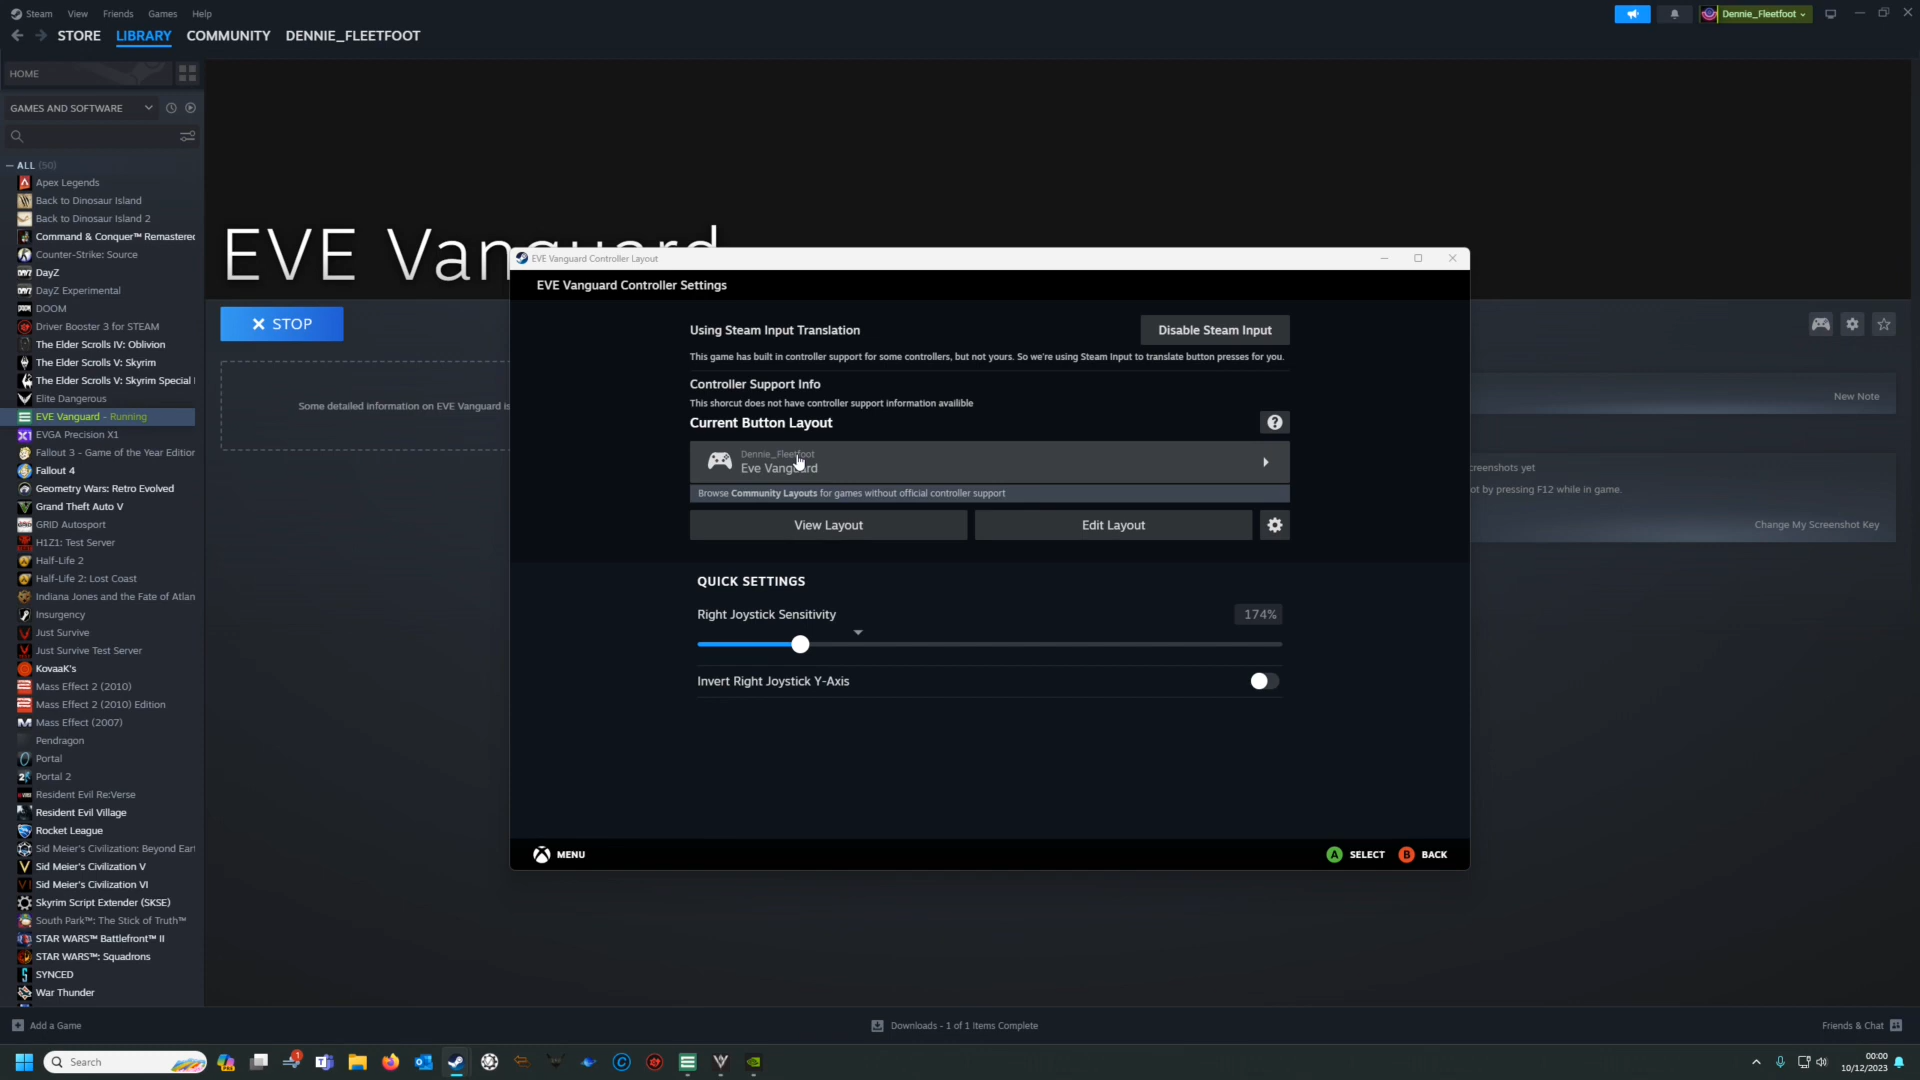 Steam View Friends Games Help
Dennie_Fleetfoot
STORE LIBRARY COMMUNITY DENNIE_FLEETFOOT
HOME
GAMES AND SOFTWARE
ALL (50)
Apex Legends
Back to Dinosaur Island
Back to Dinosaur Island 2
Command & Conquer™ Remastered
Counter-Strike: Source
DayZ
DayZ Experimental
DOOM
Driver Booster 3 for STEAM
The Elder Scrolls IV: Oblivion
The Elder Scrolls V: Skyrim
The Elder Scrolls V: Skyrim Special
Elite Dangerous
EVE Vanguard - Running
EVGA Precision X1
Fallout 3 - Game of the Year Edition
Fallout 4
Geometry Wars: Retro Evolved
Grand Theft Auto V
GRID Autosport
H1Z1: Test Server
Half-Life 2
Half-Life 2: Lost Coast
Indiana Jones and the Fate of Atlan
Insurgency
Just Survive
Just Survive Test Server
KovaaK's
Mass Effect 2 (2010)
Mass Effect 2 (2010) Edition
Mass Effect (2007)
Pendragon
Portal
Portal 2
Resident Evil Re:Verse
Resident Evil Village
Rocket League
Sid Meier's Civilization: Beyond Eart
Sid Meier's Civilization V
Sid Meier's Civilization VI
Skyrim Script Extender (SKSE)
South Park™: The Stick of Truth™
STAR WARS™ Battlefront™ II
STAR WARS™: Squadrons
SYNCED
War Thunder
Add a Game
EVE Vanguard
STOP
Some detailed information on EVE Vanguard is
EVE Vanguard Controller Layout
EVE Vanguard Controller Settings
Using Steam Input Translation
Disable Steam Input
This game has built in controller support for some controllers, but not yours. So we're using Steam Input to translate button presses for you.
Controller Support Info
This shorcut does not have controller support information availible
Current Button Layout
Dennie_Fleetfoot
Eve Vanguard
Browse Community Layouts for games without official controller support
View Layout Edit Layout
QUICK SETTINGS
Right Joystick Sensitivity 174%
Invert Right Joystick Y-Axis
MENU
A SELECT B BACK
New Note
creenshots yet
ot by pressing F12 while in game.
Change My Screenshot Key
Downloads - 1 of 1 Items Complete
Friends & Chat
Search
1
00:00
10/12/2023